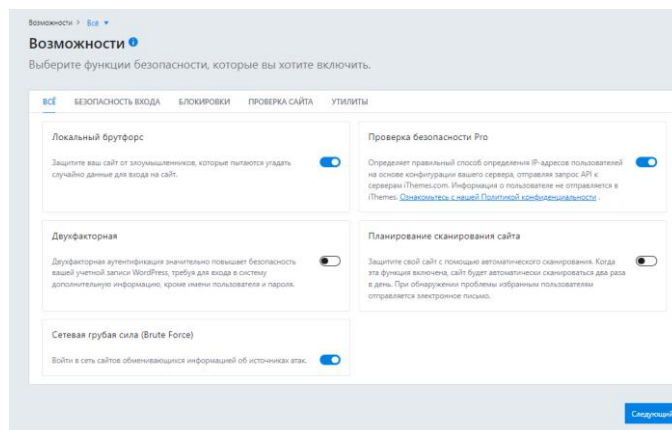 Возможности > Всё
Возможности
Выберите функции безопасности, которые вы хотите включить.
ВСЁ БЕЗОПАСНОСТЬ ВХОДА БЛОКИРОВКИ ПРОВЕРКА САЙТА УТИЛИТЫ
Локальный брутфорс
Защитите ваш сайт от злоумышленников, которые пытаются угадать
случайно данные для входа на сайт.
Проверка безопасности Pro
Определяет правильный способ определения IP-адресов пользователей
на основе конфигурации вашего сервера, отправляя запрос API к
серверам iThemes.com. Информация о пользователе не отправляется в
iThemes. Ознакомьтесь с нашей Политикой конфиденциальности .
Двухфакторная
Двухфакторная аутентификация значительно повышает безопасность
вашей учетной записи WordPress, требуя для входа в систему
дополнительную информацию, кроме имени пользователя и пароля.
Планирование сканирования сайта
Защитите свой сайт с помощью автоматического сканирования. Когда
эта функция включена, сайт будет автоматически сканироваться два раза
в день. При обнаружении проблемы избранным пользователям
отправляется электронное письмо.
Сетевая грубая сила (Brute Force)
Войти в сеть сайтов обменивающихся информацией об источниках атак.
Следующий